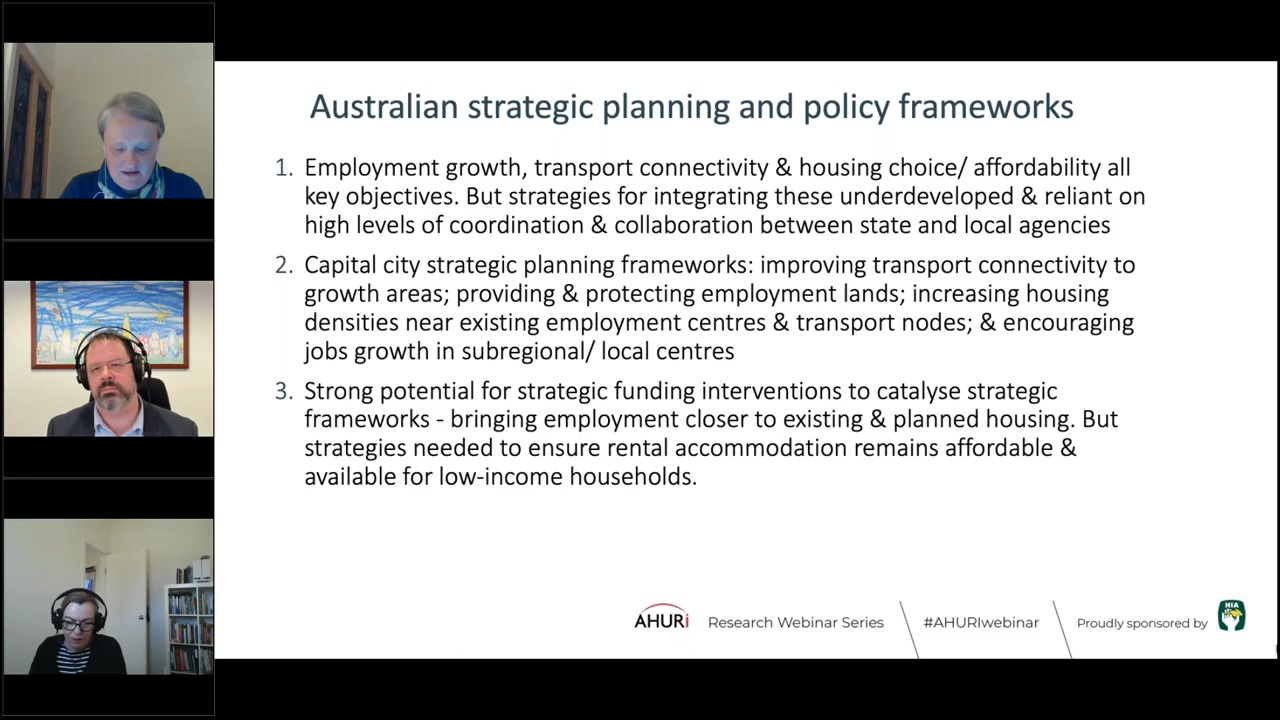 Australian strategic planning and policy frameworks
1. Employment growth, transport connectivity & housing choice/ affordability all
key objectives. But strategies for integrating these underdeveloped & reliant on
high levels of coordination & collaboration between state and local agencies
2. Capital city strategic planning frameworks: improving transport connectivity to
growth areas; providing & protecting employment lands; increasing housing
densities near existing employment centres & transport nodes; & encouraging
jobs growth in subregional/ local centres
3. Strong potential for strategic funding interventions to catalyse strategic
frameworks - bringing employment closer to existing & planned housing. But
strategies needed to ensure rental accommodation remains affordable &
available for low-income households.
AHURi Research Webinar Series #AHURIwebinar Proudly sponsored by HIA